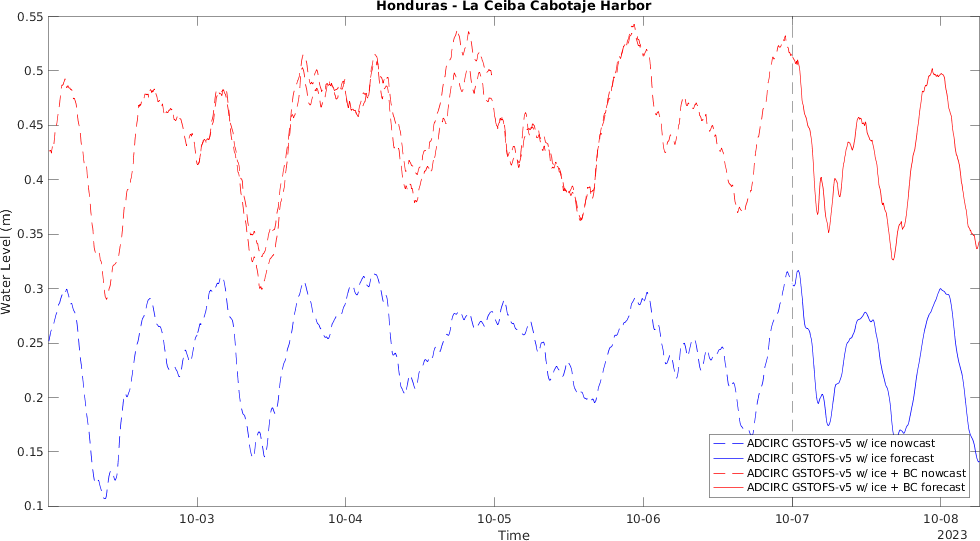 Honduras - La Ceiba Cabotaje Harbor
0.55
0.5
0.45
0.4
0.35
0.3
0.25
0.2
0.15
0.1
Water Level (m)
ADCIRC GSTOFS-v5 w/ ice nowcast
ADCIRC GSTOFS-v5 w/ ice forecast
ADCIRC GSTOFS-v5 w/ ice + BC nowcast
ADCIRC GSTOFS-v5 w/ ice + BC forecast
10-03 10-04 10-05 10-06 10-07 10-08
Time
2023